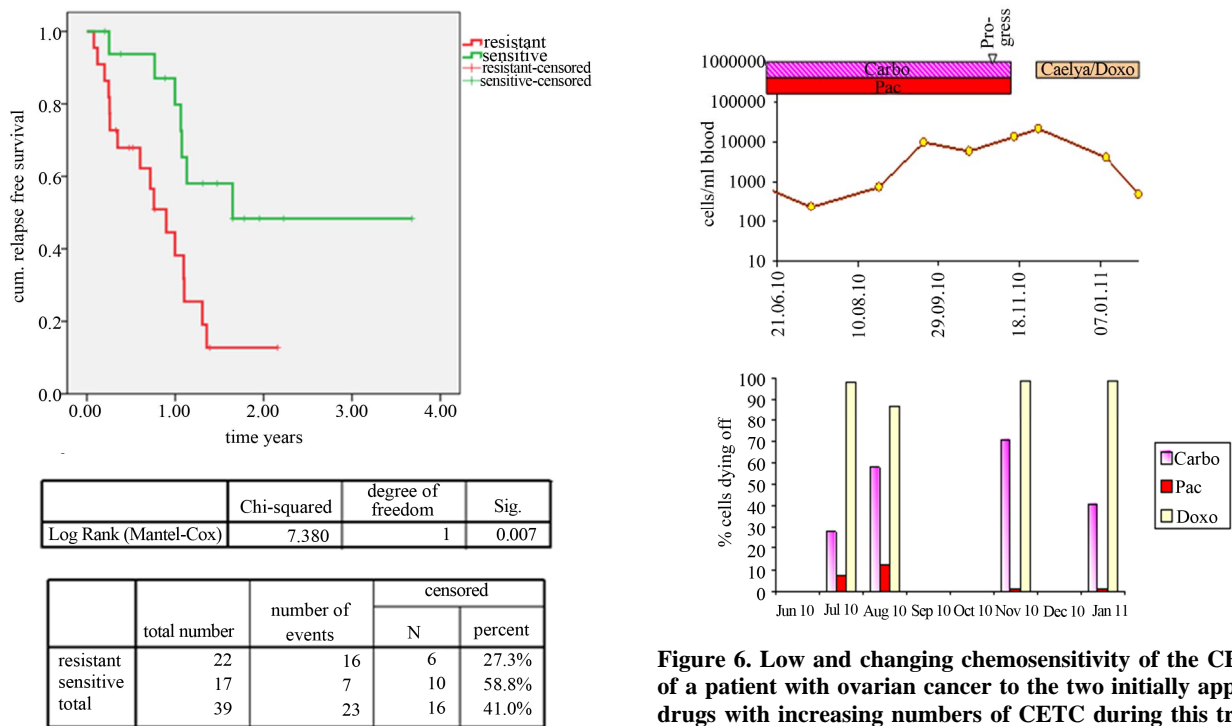 1.0
0.8
0.6
0.4
0.2
0.0
cum. relapse free survival
0.00 1.00 2.00 3.00 4.00
time years
resistant
sensitive
resistant-censored
sensitive-censored
Chi-squared degree of freedom Sig.
Log Rank (Mantel-Cox) 7.380 1 0.007
total number number of events censored
N percent
resistant 22 16 6 27.3%
sensitive 17 7 10 58.8%
total 39 23 16 41.0%
Pro-
gress
Carbo
Pac
Caelya/Doxo
1000000
100000
10000
1000
100
10
cells/ml blood
21.06.10 10.08.10 29.09.10 18.11.10 07.01.11
100
90
80
70
60
50
40
30
20
10
0
% cells dying off
Jun 10 Jul 10 Aug 10 Sep 10 Oct 10 Nov 10 Dec 10 Jan 11
Carbo
Pac
Doxo
Figure 6. Low and changing chemosensitivity of the CE
of a patient with ovarian cancer to the two initially app
drugs with increasing numbers of CETC during this tr